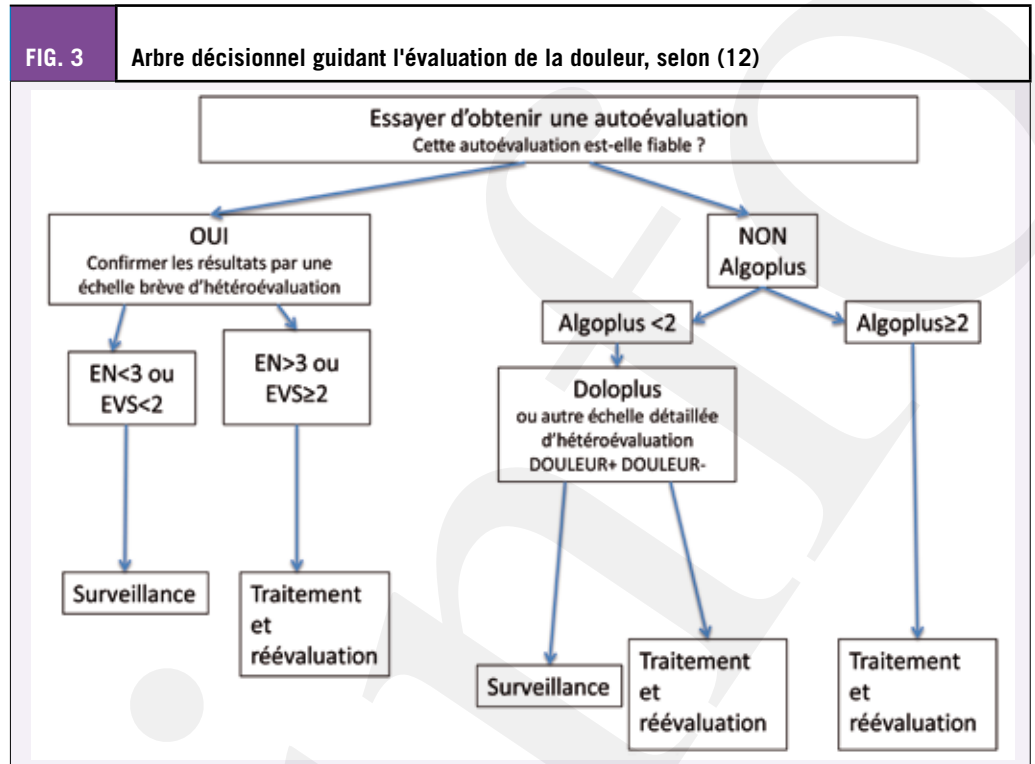 FIG. 3
Arbre décisionnel guidant l'évaluation de la douleur, selon (12)
Essayer d'obtenir une autoévaluation
Cette autoévaluation est-elle fiable ?
OUI
Confirmer les résultats par une
échelle brève d'hétéroévaluation
NON
Algoplus
EN<3 ou
EVS<2
EN>3 ou
EVS≥2
Algoplus <2
Algoplus≥2
Doloplus
ou autre échelle détaillée
d'hétéroévaluation
DOULEUR+ DOULEUR-
Surveillance
Traitement
et
réévaluation
Surveillance
Traitement
et
réévaluation
Traitement
et
réévaluation